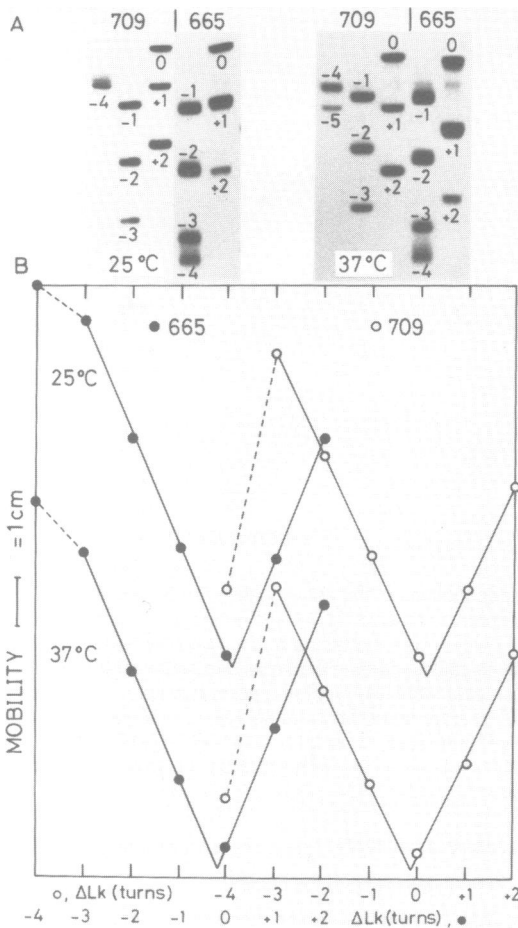 A 709 | 665 709 | 665
0 0 0 0
-4 +1 -1 -4 -1
-1 +1 -5 +1 -1
+2 -2 +1
-2 -2 +2 -2
+2 +2
-3 -3 -3 -3
-4 -4
25°C 37°C
B
● 665 ○ 709
25°C
37°C
MOBILITY = 1cm
○, ΔLk(turns) -4 -3 -2 -1 0 +1 +2
-4 -3 -2 -1 0 +1 +2 ΔLk(turns), ●